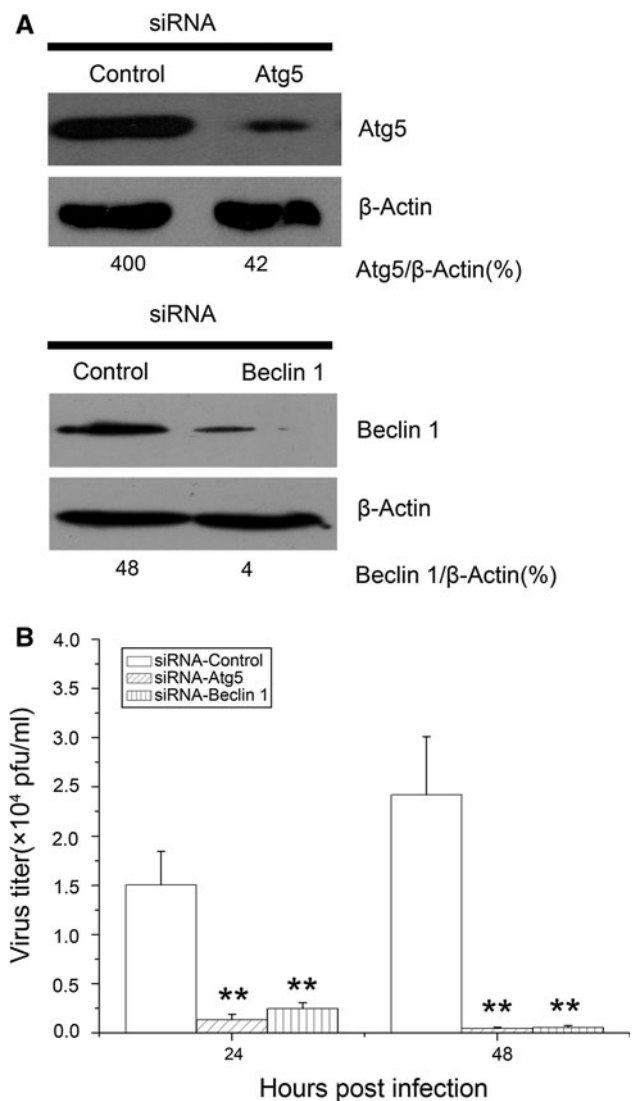 A
siRNA
Control Atg5
Atg5
β-Actin
400 42 Atg5/β-Actin(%)
siRNA
Control Beclin 1
Beclin 1
β-Actin
48 4 Beclin 1/β-Actin(%)
B
4.0
siRNA-Control
siRNA-Atg5
siRNA-Beclin 1
3.5
3.0
2.5
2.0
1.5
1.0
0.5
0.0
Virus titer(×10⁴ pfu/ml)
** **
** **
24 48
Hours post infection